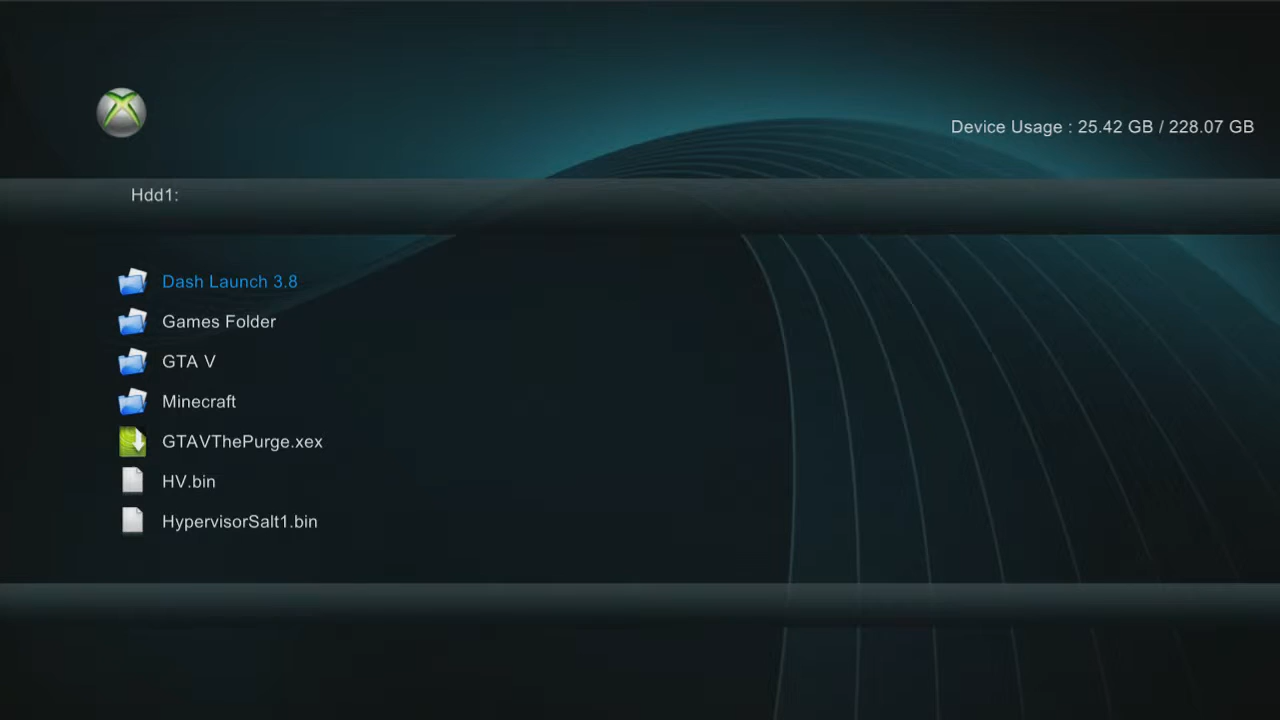 Device Usage : 25.42 GB / 228.07 GB
Hdd1:
Dash Launch 3.8
Games Folder
GTA V
Minecraft
GTAVThePurge.xex
HV.bin
HypervisorSalt1.bin